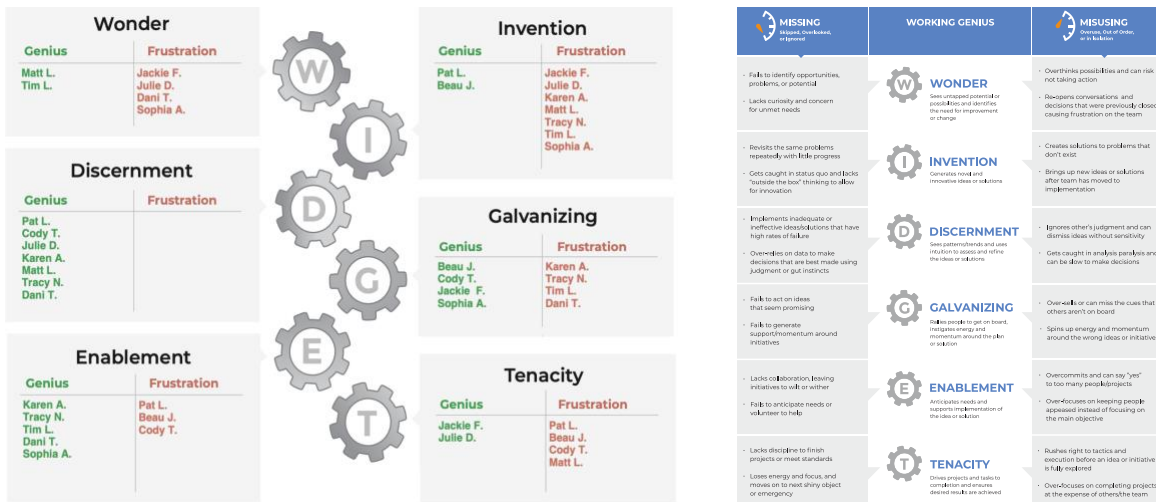 Wonder
Genius
Frustration
Matt L.
Tim L.
Jackie F.
Julie D.
Dani T.
Sophia A.
W
Invention
Genius
Frustration
Pat L.
Beau J.
Jackie F.
Julie D.
Karen A.
Matt L.
Tracy N.
Tim L.
Sophia A.
I
Discernment
Genius
Frustration
Pat L.
Cody T.
Julie D.
Karen A.
Matt L.
Tracy N.
Dani T.
D
Galvanizing
Genius
Frustration
Beau J.
Cody T.
Jackie F.
Sophia A.
Karen A.
Tracy N.
Tim L.
Dani T.
G
Enablement
Genius
Frustration
Karen A.
Tracy N.
Tim L.
Dani T.
Sophia A.
Pat L.
Beau J.
Cody T.
E
Tenacity
Genius
Frustration
Jackie F.
Julie D.
Pat L.
Beau J.
Cody T.
Matt L.
T
MISSING
Skipped, Overlooked,
or Ignored
WORKING GENIUS
MISUSING
Overuse, Out of Order,
or in Isolation
· Fails to identify opportunities,
problems, or potential
· Lacks curiosity and concern
for unmet needs
W
WONDER
Sees untapped potential or
possibilities and identifies
the need for improvement
or change
· Overthinks possibilities and can risk
not taking action
· Re-opens conversations and
decisions that were previously closed
causing frustration on the team
· Revisits the same problems
repeatedly with little progress
· Gets caught in status quo and lacks
"outside the box" thinking to allow
for innovation
I
INVENTION
Generates novel and
innovative ideas or solutions
· Creates solutions to problems that
don't exist
· Brings up new ideas or solutions
after team has moved to
implementation
· Implements inadequate or
ineffective ideas/solutions that have
high rates of failure
· Over-relies on data to make
decisions that are best made using
judgment or gut instincts
D
DISCERNMENT
Sees patterns/trends and uses
intuition to assess and refine
the ideas or solutions
· Ignores other's judgment and can
dismiss ideas without sensitivity
· Gets caught in analysis paralysis and
can be slow to make decisions
· Fails to act on ideas
that seem promising
· Fails to generate
support/momentum around
initiatives
G
GALVANIZING
Rallies people to get on board,
instigates energy and
momentum around the plan
or solution
· Over-sells or can miss the cues that
others aren't on board
· Spins up energy and momentum
around the wrong ideas or initiative
· Lacks collaboration, leaving
initiatives to wilt or wither
· Fails to anticipate needs or
volunteer to help
E
ENABLEMENT
Anticipates needs and
supports implementation of
the idea or solution
· Overcommits and can say "yes"
to too many people/projects
· Over-focuses on keeping people
appeased instead of focusing on
the main objective
· Lacks discipline to finish
projects or meet standards
· Loses energy and focus, and
moves on to next shiny object
or emergency
T
TENACITY
Drives projects and tasks to
completion and ensures
desired results are achieved
· Rushes right to tactics and
execution before an idea or initiative
is fully explored
· Over-focuses on completing projects
at the expense of others/the team